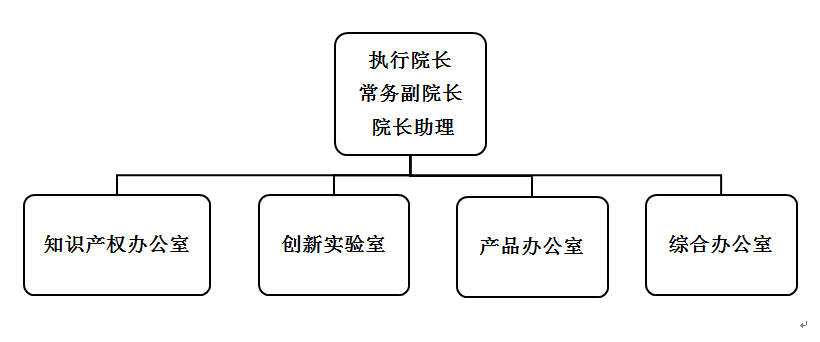 执行院长
常务副院长
院长助理
知识产权办公室
创新实验室
产品办公室
综合办公室